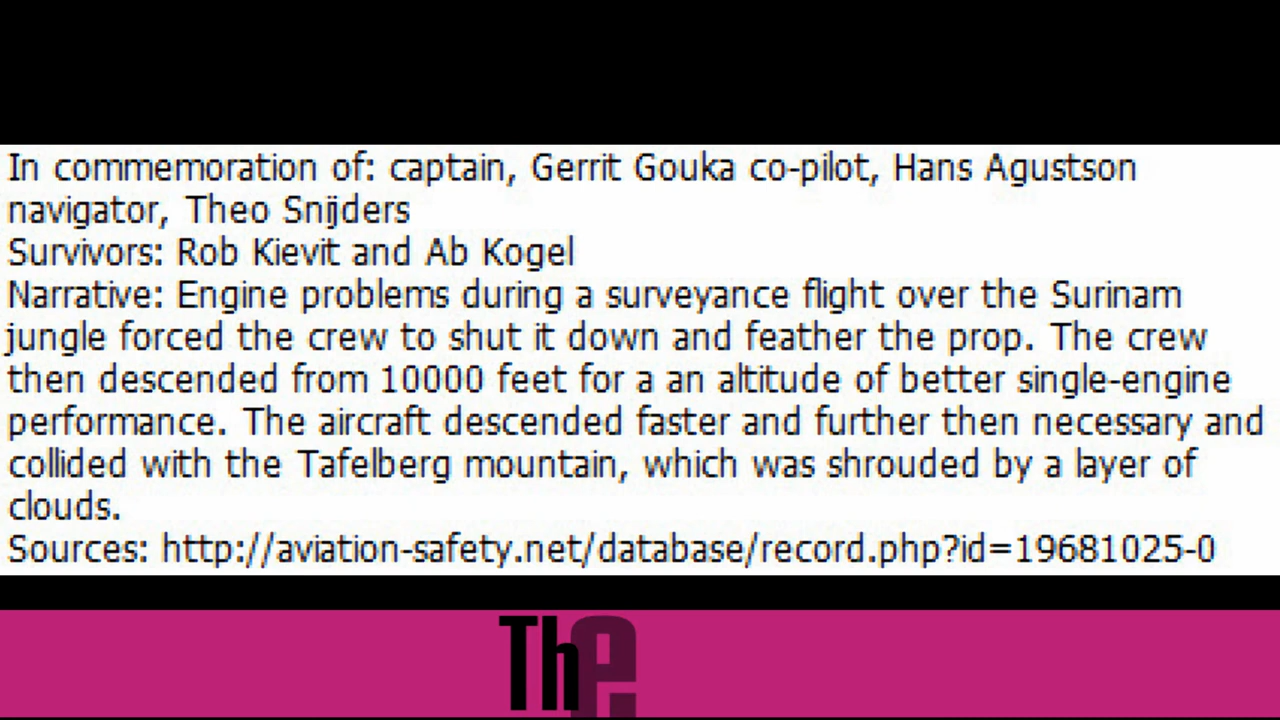 In commemoration of: captain, Gerrit Gouka co-pilot, Hans Agustson
navigator, Theo Snijders
Survivors: Rob Kievit and Ab Kogel
Narrative: Engine problems during a surveyance flight over the Surinam
jungle forced the crew to shut it down and feather the prop. The crew
then descended from 10000 feet for a an altitude of better single-engine
performance. The aircraft descended faster and further then necessary and
collided with the Tafelberg mountain, which was shrouded by a layer of
clouds.
Sources: http://aviation-safety.net/database/record.php?id=19681025-0
The